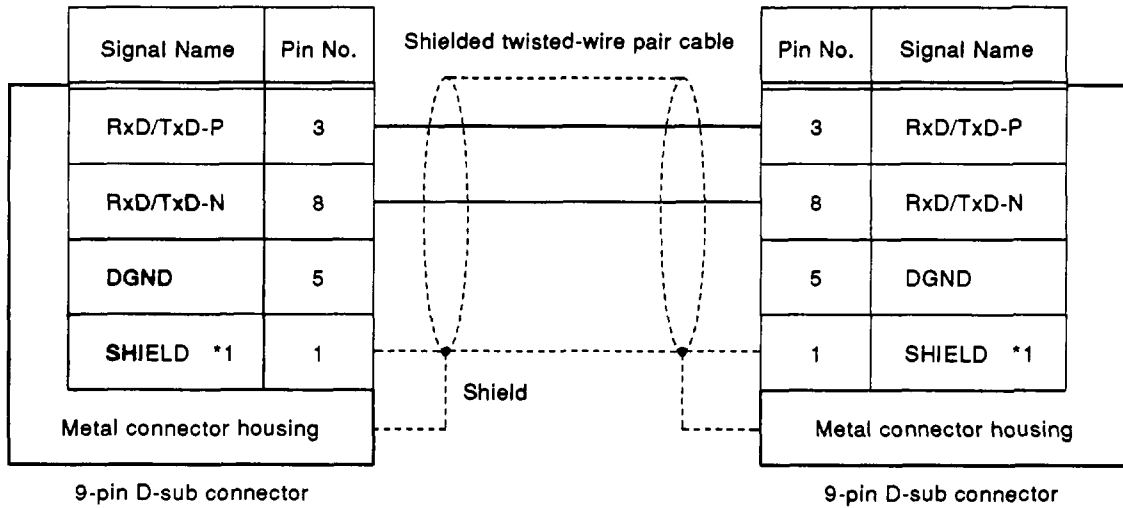 Signal Name Pin No. Shielded twisted-wire pair cable Pin No. Signal Name
RxD/TxD-P 3 3 RxD/TxD-P
RxD/TxD-N 8 8 RxD/TxD-N
DGND 5 5 DGND
SHIELD *1 1 1 SHIELD *1
Shield
Metal connector housing Metal connector housing
9-pin D-sub connector 9-pin D-sub connector